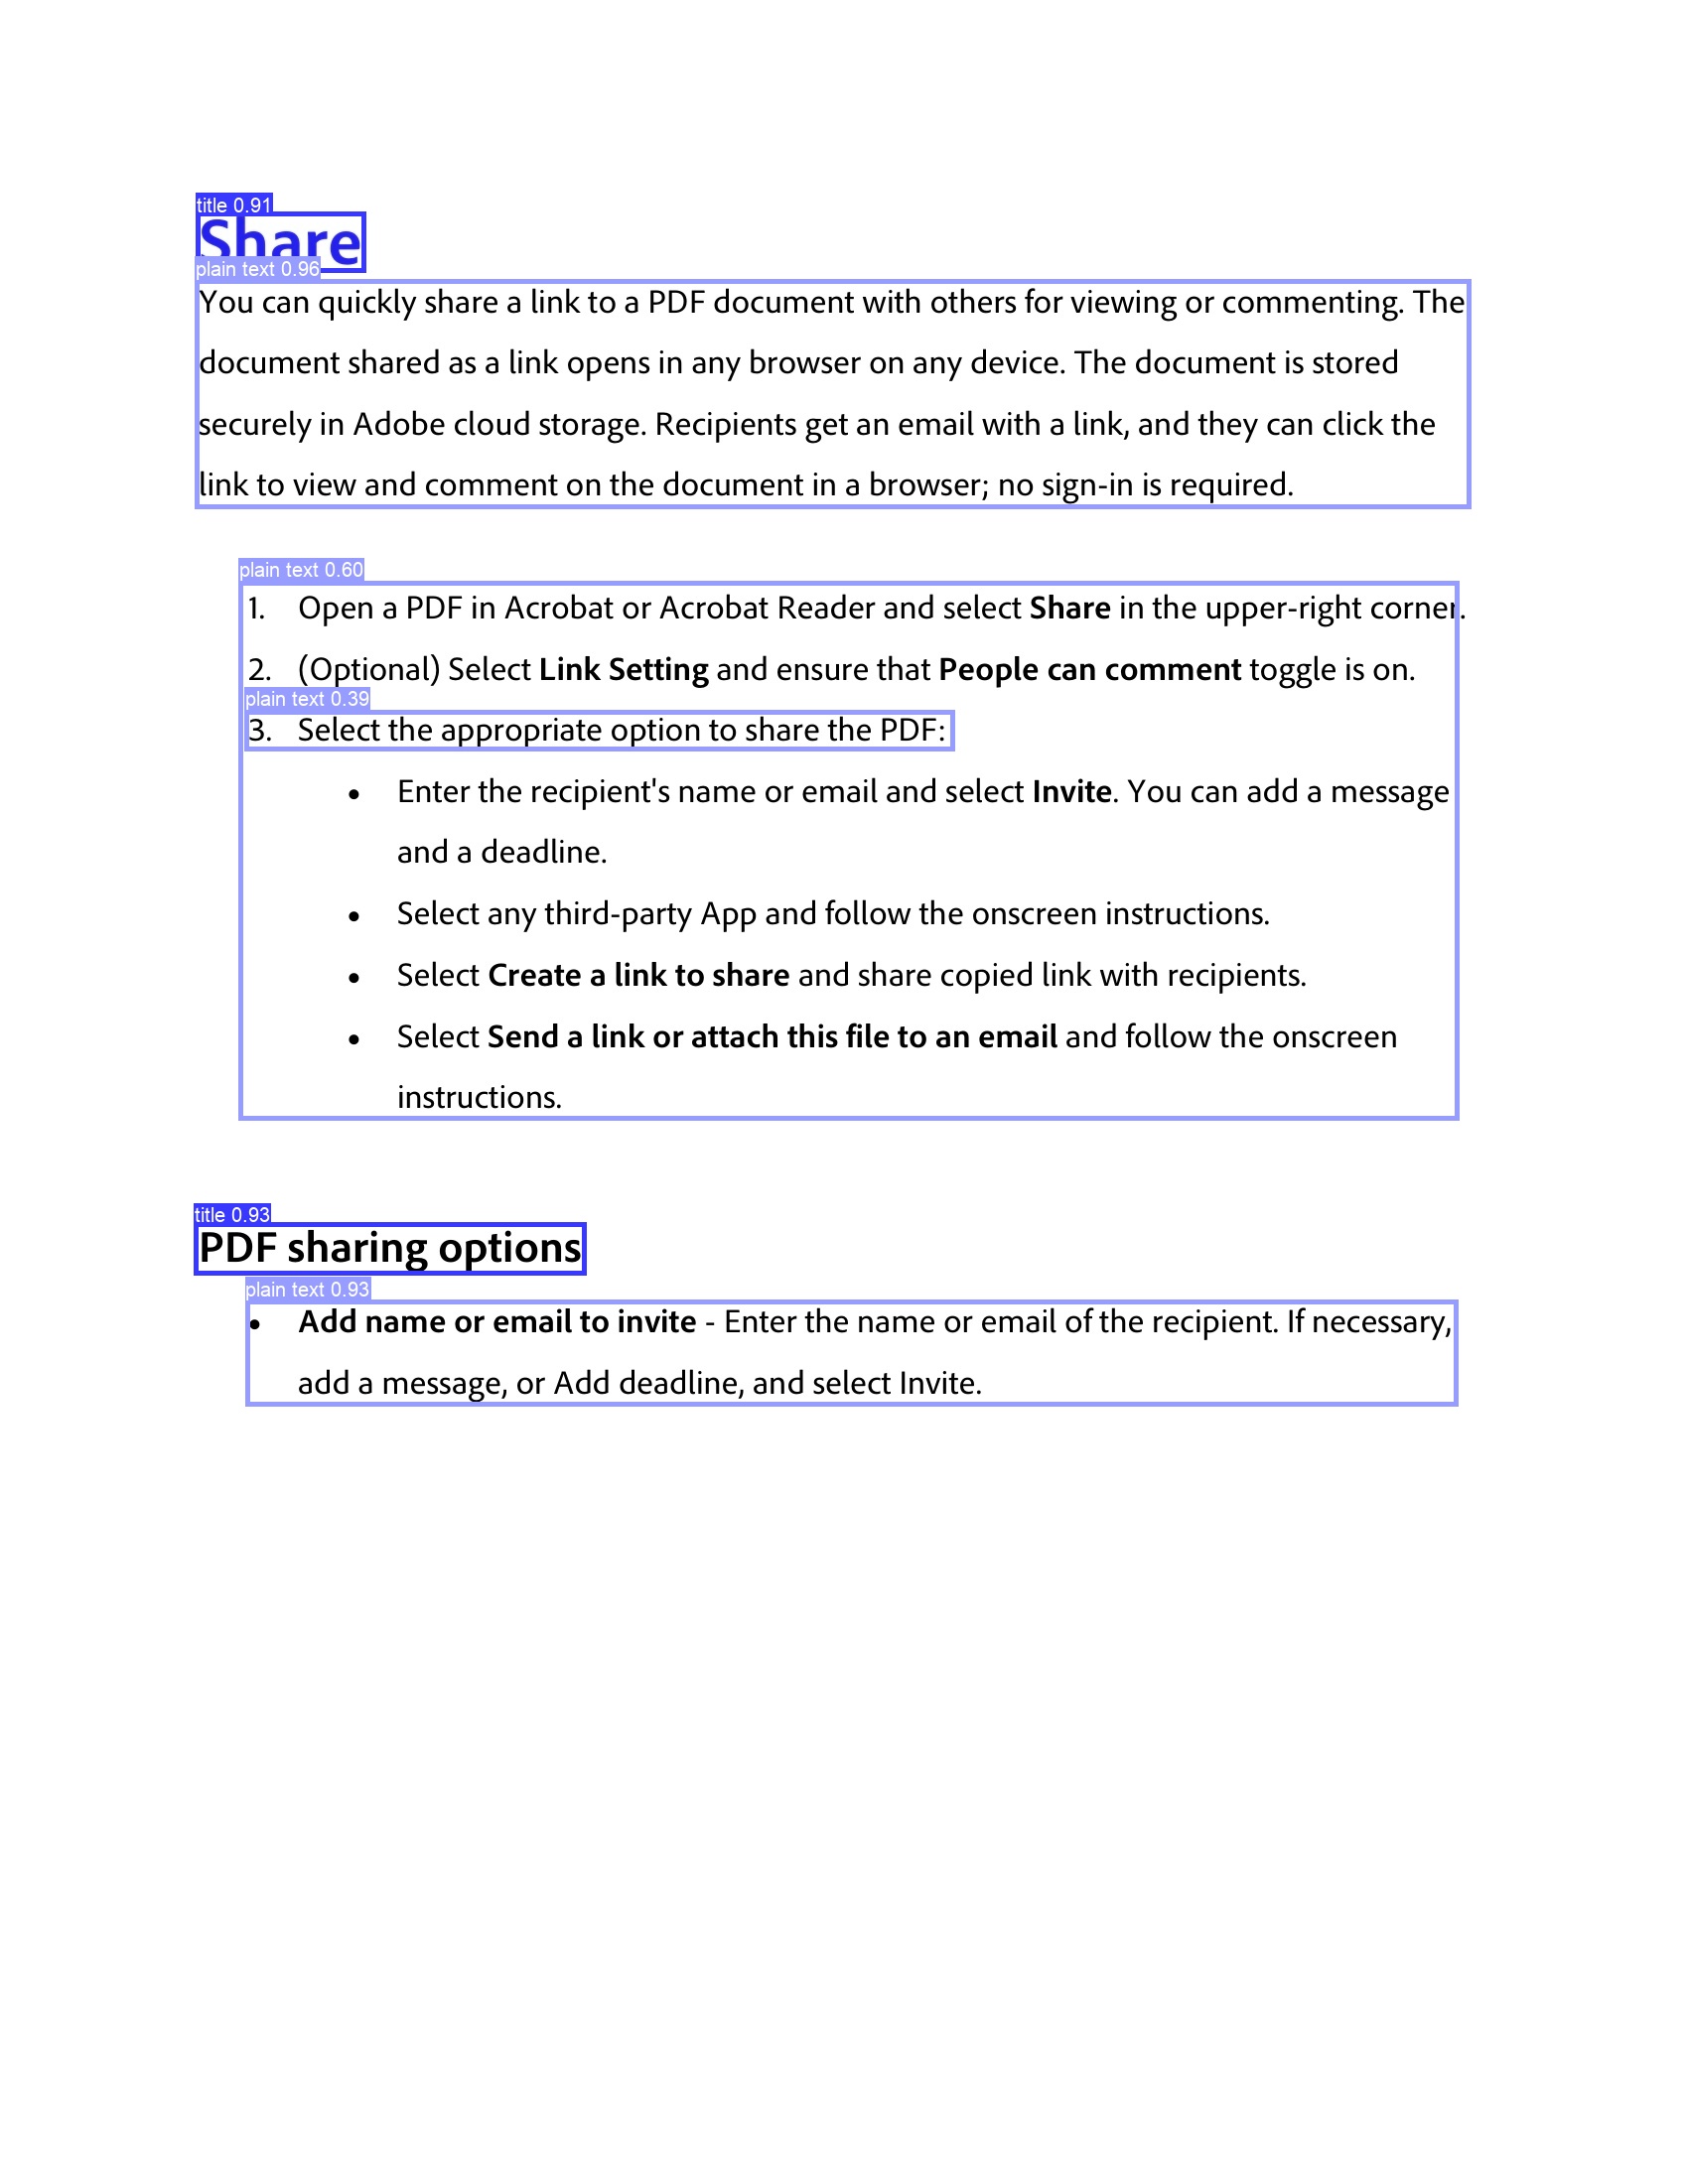 title 0.91
Share
plain text 0.96
You can quickly share a link to a PDF document with others for viewing or commenting. The
document shared as a link opens in any browser on any device. The document is stored
securely in Adobe cloud storage. Recipients get an email with a link, and they can click the
link to view and comment on the document in a browser; no sign-in is required.
plain text 0.60
1. Open a PDF in Acrobat or Acrobat Reader and select Share in the upper-right corner.
2. (Optional) Select Link Setting and ensure that People can comment toggle is on.
plain text 0.39
3. Select the appropriate option to share the PDF:
• Enter the recipient's name or email and select Invite. You can add a message
and a deadline.
• Select any third-party App and follow the onscreen instructions.
• Select Create a link to share and share copied link with recipients.
• Select Send a link or attach this file to an email and follow the onscreen
instructions.
title 0.93
PDF sharing options
plain text 0.93
• Add name or email to invite - Enter the name or email of the recipient. If necessary,
add a message, or Add deadline, and select Invite.